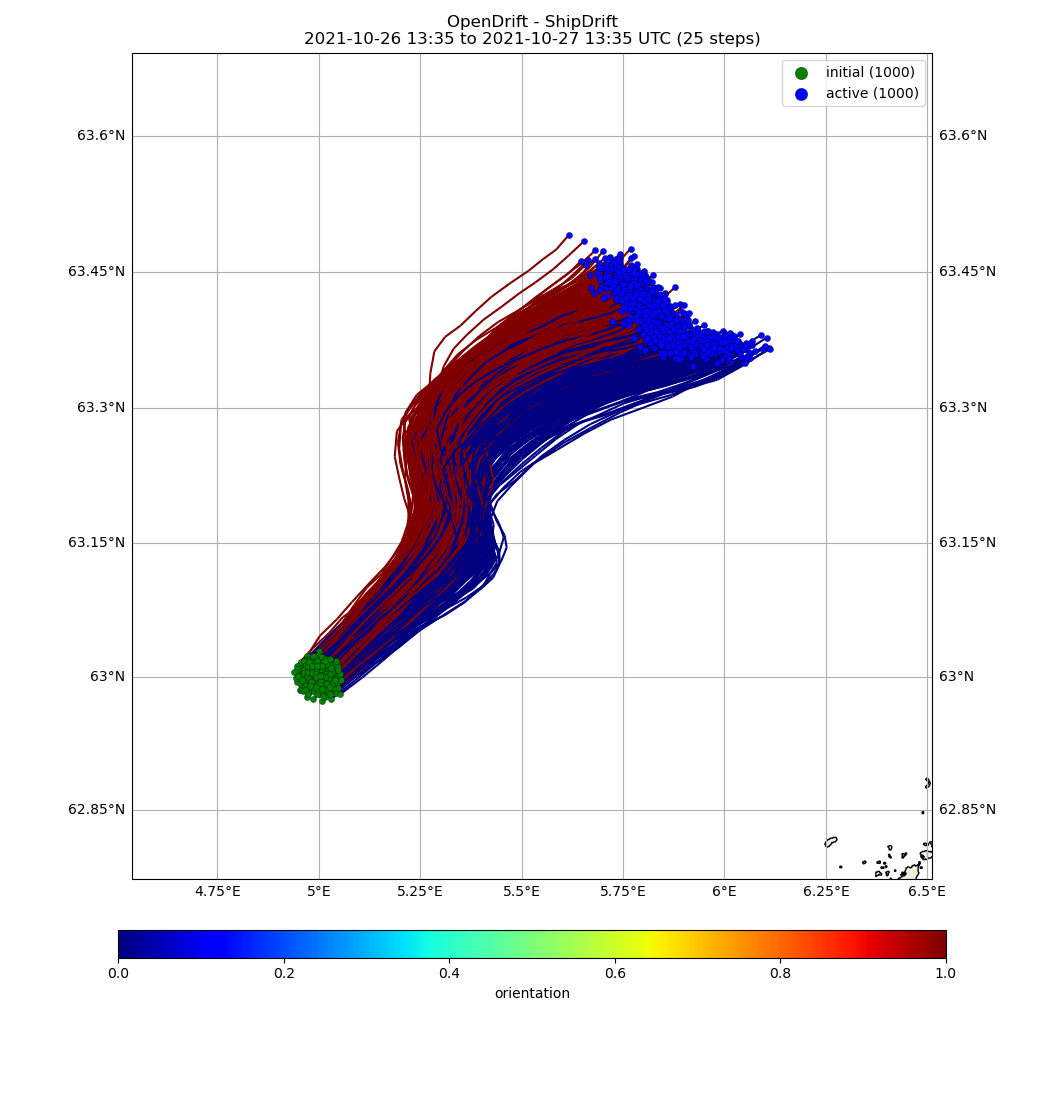 OpenDrift - ShipDrift
2021-10-26 13:35 to 2021-10-27 13:35 UTC (25 steps)
initial (1000)
active (1000)
63.6°N
63.6°N
63.45°N
63.45°N
63.3°N
63.3°N
63.15°N
63.15°N
63°N
63°N
62.85°N
62.85°N
4.75°E 5°E 5.25°E 5.5°E 5.75°E 6°E 6.25°E 6.5°E
0.0 0.2 0.4 0.6 0.8 1.0
orientation